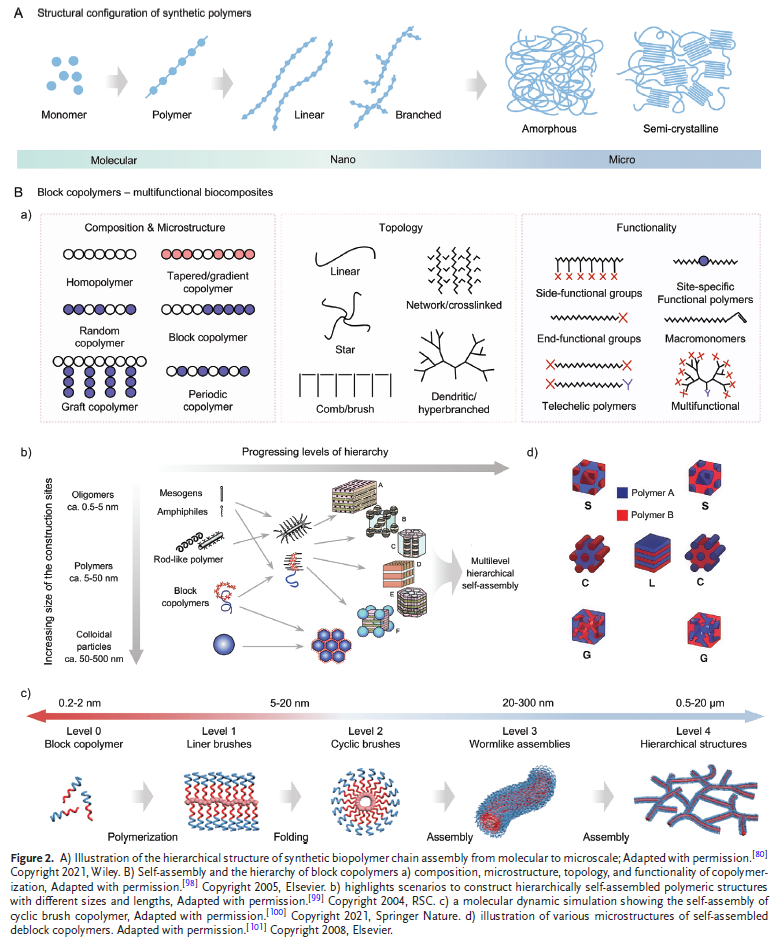 A Structural configuration of synthetic polymers
Monomer
Polymer
Linear
Branched
Amorphous
Semi-crystalline
Molecular
Nano
Micro
B Block copolymers – multifunctional biocomposites
a)
Composition & Microstructure
Homopolymer
Tapered/gradient
copolymer
Random
copolymer
Block copolymer
Graft copolymer
Periodic
copolymer
Topology
Linear
Network/crosslinked
Star
Comb/brush
Dendritic/
hyperbranched
Functionality
Side-functional groups
Site-specific
Functional polymers
End-functional groups
Macromonomers
Telechelic polymers
Y
Y
Multifunctional
b)
Progressing levels of hierarchy
Increasing size of the construction sites
Oligomers
ca. 0.5-5 nm
Polymers
ca. 5-50 nm
Colloidal
particles
ca. 50-500 nm
Mesogens
Amphiphiles
Rod-like polymer
Block
copolymers
A
B
C
D
E
F
Multilevel
hierarchical
self-assembly
d)
Polymer A
Polymer B
S
S
C
L
C
G
G
c)
0.2-2 nm
5-20 nm
20-300 nm
0.5-20 µm
Level 0
Block copolymer
Level 1
Liner brushes
Level 2
Cyclic brushes
Level 3
Wormlike assemblies
Level 4
Hierarchical structures
Polymerization
Folding
Assembly
Assembly
Figure 2. A) Illustration of the hierarchical structure of synthetic biopolymer chain assembly from molecular to microscale; Adapted with permission.[80]
Copyright 2021, Wiley. B) Self-assembly and the hierarchy of block copolymers a) composition, microstructure, topology, and functionality of copolymer-
ization, Adapted with permission.[98] Copyright 2005, Elsevier. b) highlights scenarios to construct hierarchically self-assembled polymeric structures
with different sizes and lengths, Adapted with permission.[99] Copyright 2004, RSC. c) a molecular dynamic simulation showing the self-assembly of
cyclic brush copolymer, Adapted with permission.[100] Copyright 2021, Springer Nature. d) illustration of various microstructures of self-assembled
deblock copolymers. Adapted with permission.[101] Copyright 2008, Elsevier.